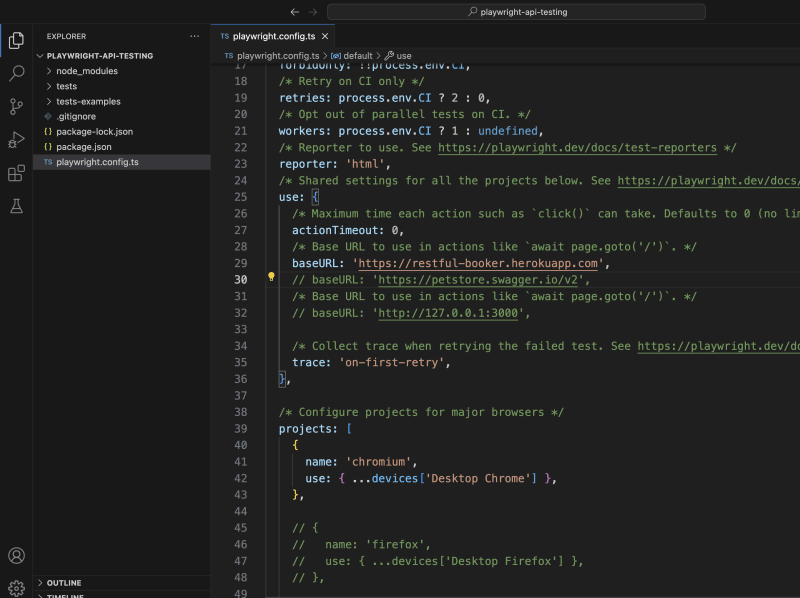 playwright-api-testing
EXPLORER
PLAYWRIGHT-API-TESTING
node_modules
tests
tests-examples
.gitignore
{} package-lock.json
{} package.json
TS playwright.config.ts
OUTLINE
TIMELINE
TS playwright.config.ts
TS playwright.config.ts > default > use
17 forbidOnly: !!process.env.CI,
18 /* Retry on CI only */
19 retries: process.env.CI ? 2 : 0,
20 /* Opt out of parallel tests on CI. */
21 workers: process.env.CI ? 1 : undefined,
22 /* Reporter to use. See https://playwright.dev/docs/test-reporters */
23 reporter: 'html',
24 /* Shared settings for all the projects below. See https://playwright.dev/docs/
25 use: {
26 /* Maximum time each action such as `click()` can take. Defaults to 0 (no lim
27 actionTimeout: 0,
28 /* Base URL to use in actions like `await page.goto('/')`. */
29 baseURL: 'https://restful-booker.herokuapp.com',
30 // baseURL: 'https://petstore.swagger.io/v2',
31 /* Base URL to use in actions like `await page.goto('/')`. */
32 // baseURL: 'http://127.0.0.1:3000',
33
34 /* Collect trace when retrying the failed test. See https://playwright.dev/do
35 trace: 'on-first-retry',
36 },
37
38 /* Configure projects for major browsers */
39 projects: [
40 {
41 name: 'chromium',
42 use: { ...devices['Desktop Chrome'] },
43 },
44
45 // {
46 //   name: 'firefox',
47 //   use: { ...devices['Desktop Firefox'] },
48 // },
49